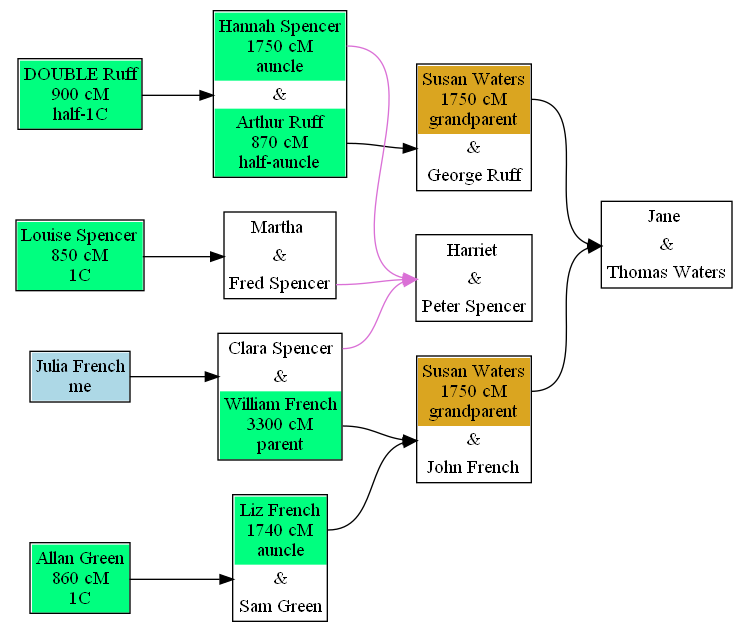 DOUBLE Ruff
900 cM
half-1C
Hannah Spencer
1750 cM
auncle
&
Arthur Ruff
870 cM
half-auncle
Susan Waters
1750 cM
grandparent
&
George Ruff
Jane
&
Thomas Waters
Louise Spencer
850 cM
1C
Martha
&
Fred Spencer
Harriet
&
Peter Spencer
Julia French
me
Clara Spencer
&
William French
3300 cM
parent
Susan Waters
1750 cM
grandparent
&
John French
Allan Green
860 cM
1C
Liz French
1740 cM
auncle
&
Sam Green